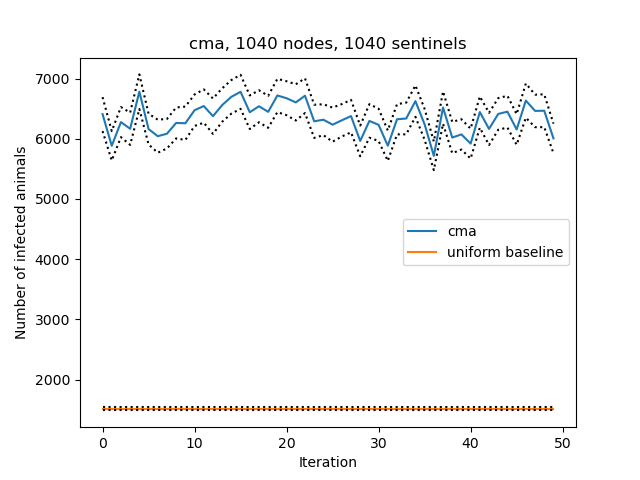 cma, 1040 nodes, 1040 sentinels
Number of infected animals
7000
6000
5000
4000
3000
2000
cma
uniform baseline
0
10
20
30
40
50
Iteration